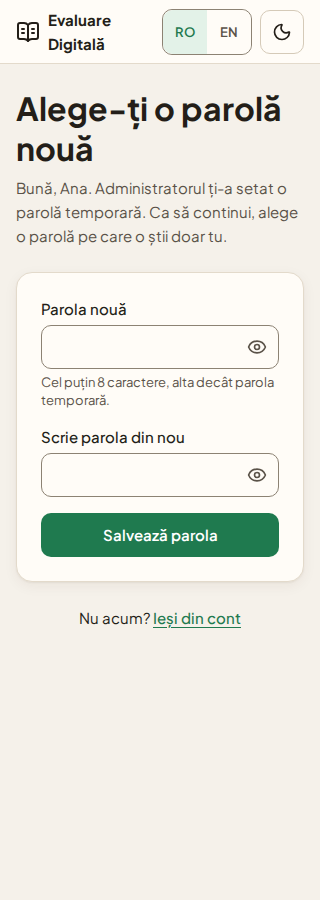 Evaluare
Digitală
RO
EN
Alege-ți o parolă
nouă
Bună, Ana. Administratorul ți-a setat o
parolă temporară. Ca să continui, alege
o parolă pe care o știi doar tu.
Parola nouă
Cel puțin 8 caractere, alta decât parola
temporară.
Scrie parola din nou
Salvează parola
Nu acum? Ieși din cont